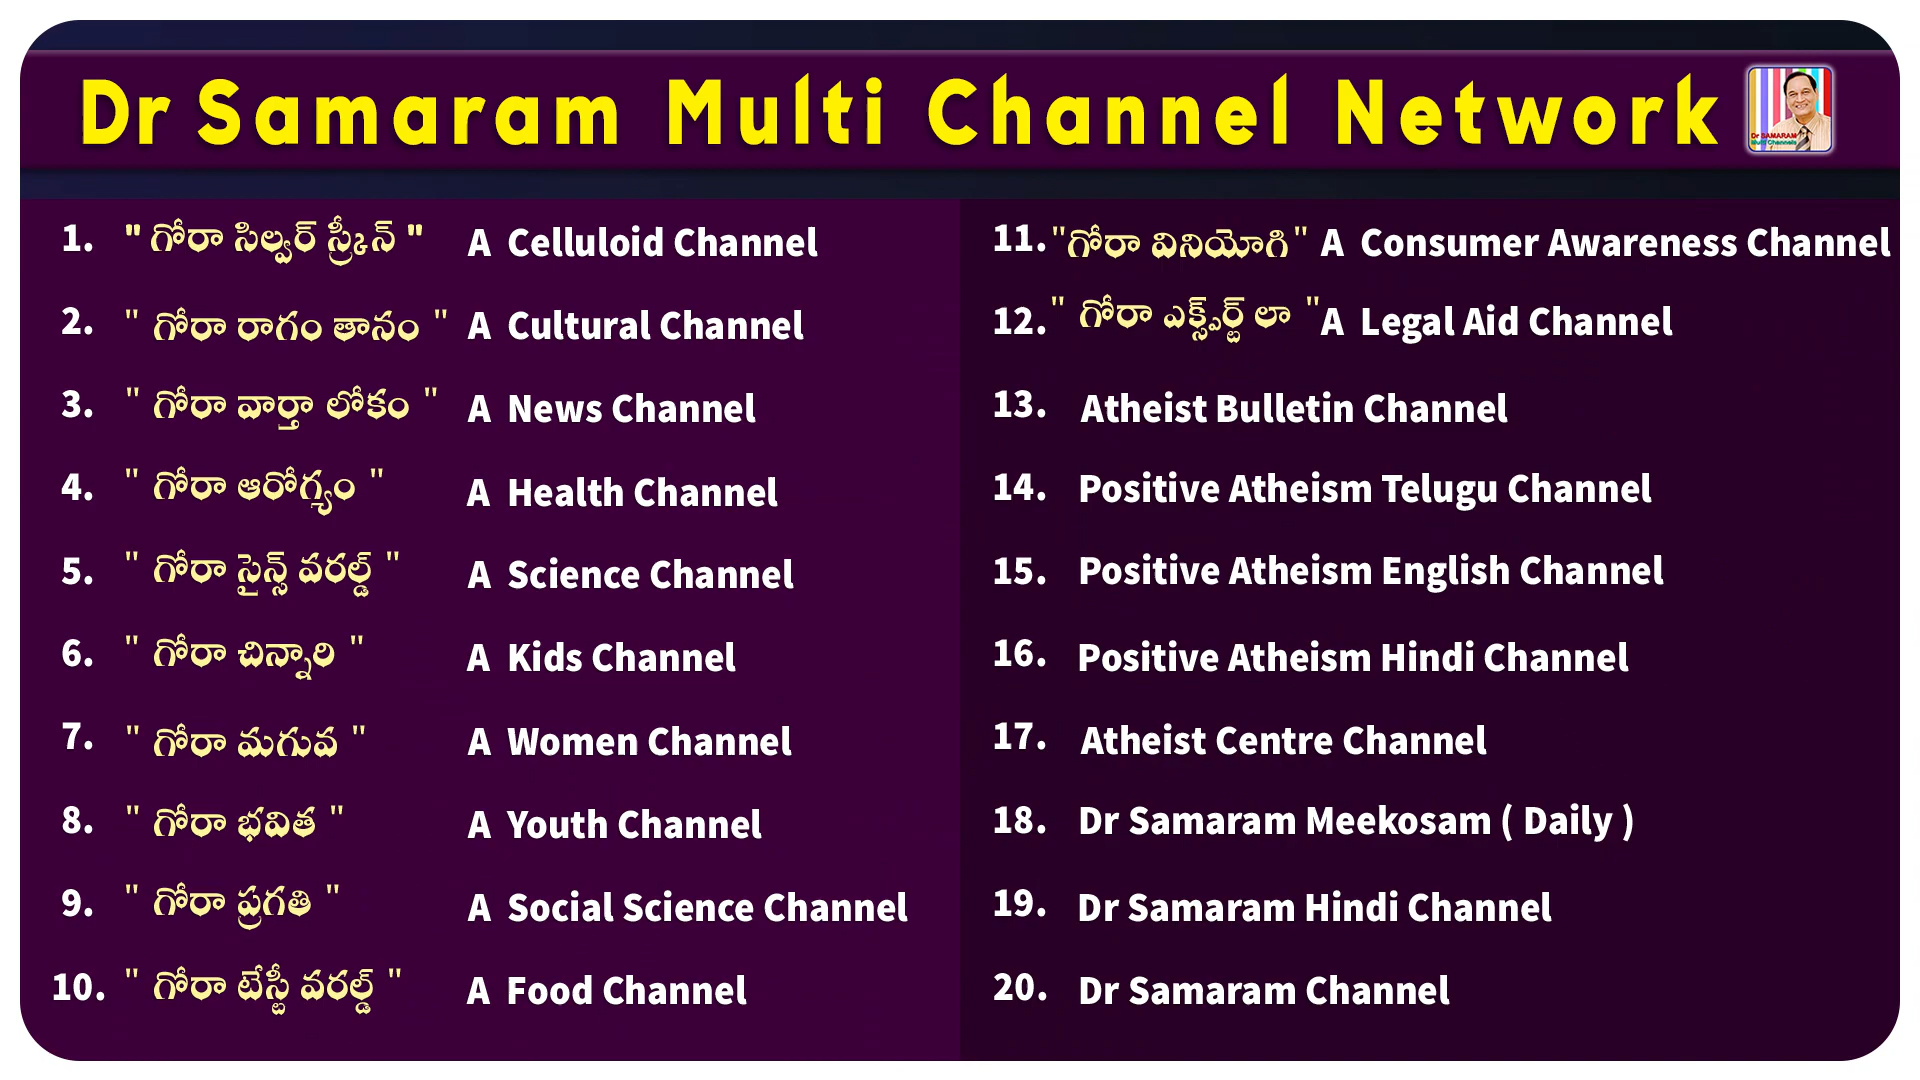 Dr Samaram Multi Channel Network
Dr SAMARAM
Multi Channels
1. " గోరా సిల్వర్ స్క్రీన్ " A Celluloid Channel
2. " గోరా రాగం తానం " A Cultural Channel
3. " గోరా వార్తా లోకం " A News Channel
4. " గోరా ఆరోగ్యం " A Health Channel
5. " గోరా సైన్స్ వరల్డ్ " A Science Channel
6. " గోరా చిన్నారి " A Kids Channel
7. " గోరా మగువ " A Women Channel
8. " గోరా భవిత " A Youth Channel
9. " గోరా ప్రగతి " A Social Science Channel
10. " గోరా టేస్టీ వరల్డ్ " A Food Channel
11. "గోరా వినియోగి" A Consumer Awareness Channel
12. " గోరా ఎక్స్పర్ట్ లా " A Legal Aid Channel
13. Atheist Bulletin Channel
14. Positive Atheism Telugu Channel
15. Positive Atheism English Channel
16. Positive Atheism Hindi Channel
17. Atheist Centre Channel
18. Dr Samaram Meekosam ( Daily )
19. Dr Samaram Hindi Channel
20. Dr Samaram Channel